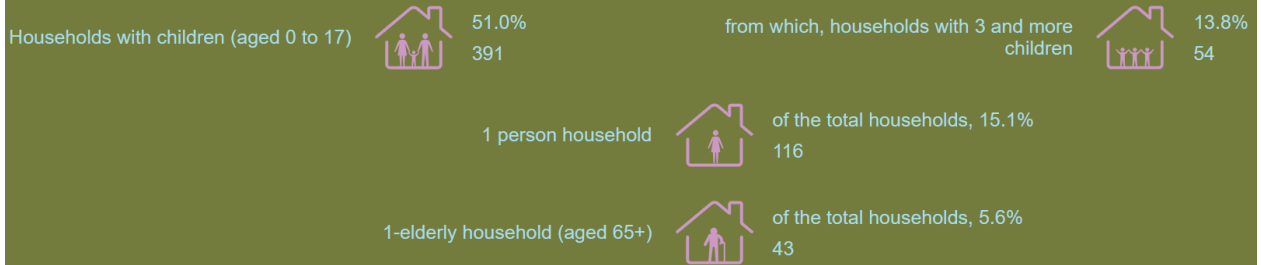 Households with children (aged 0 to 17)
51.0%
391
from which, households with 3 and more
children
13.8%
54
1 person household
of the total households, 15.1%
116
1-elderly household (aged 65+)
of the total households, 5.6%
43